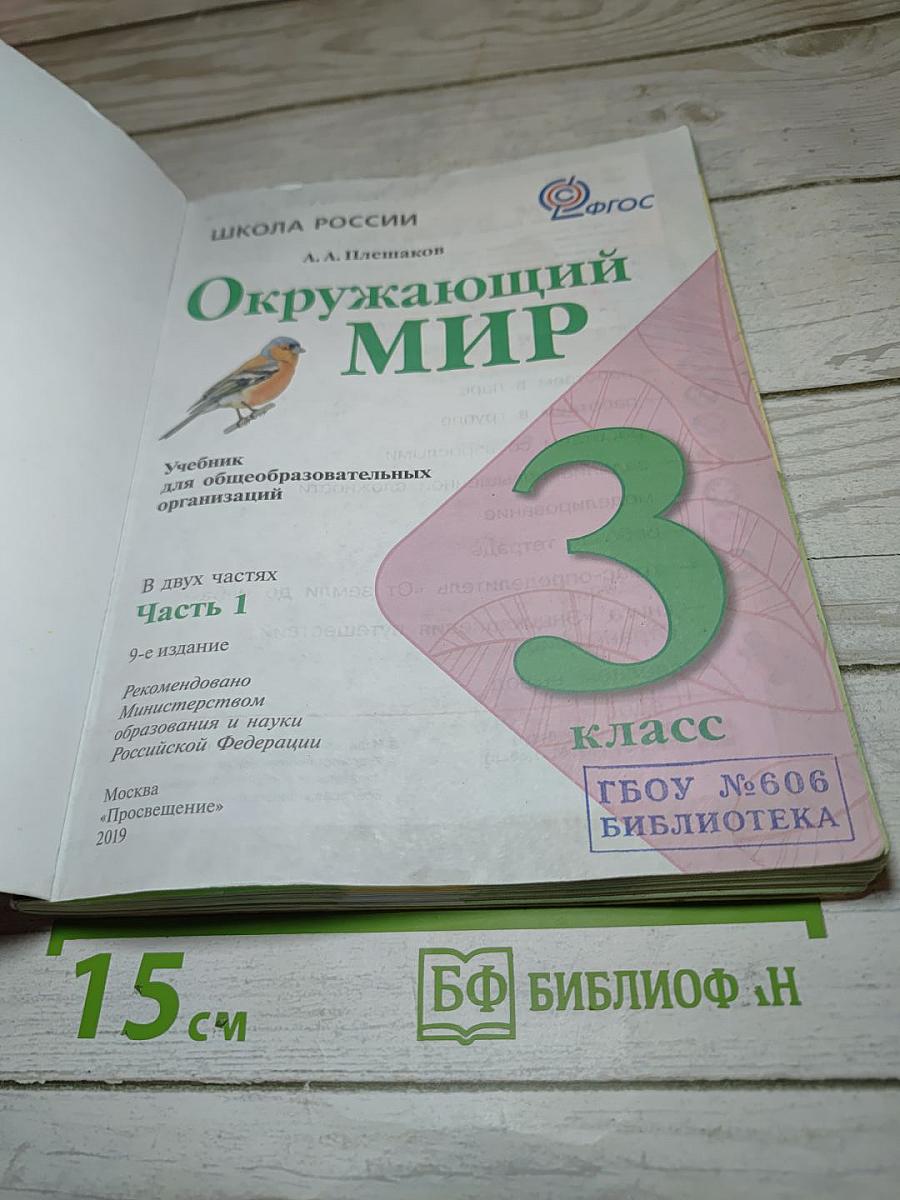 ШКОЛА РОССИИ
ФГОС
А. А. Плешаков
Окружающий
МИР
Учебник
для общеобразовательных
организаций
В двух частях
Часть 1
9-е издание
Рекомендовано
Министерством
образования и науки
Российской Федерации
Москва
«Просвещение»
2019
3
класс
ГБОУ №606
БИБЛИОТЕКА
15 см
БФ БИБЛИОФАН